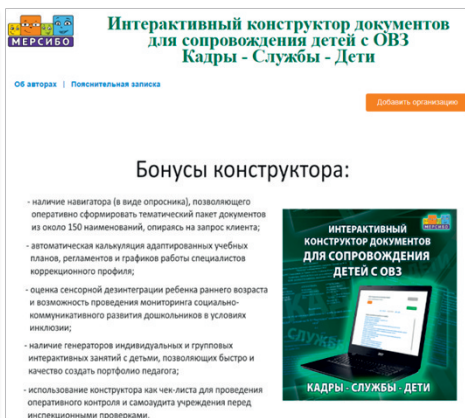 МЕРСИБО
Интерактивный конструктор документов
для сопровождения детей с ОВЗ
Кадры - Службы - Дети
Об авторах | Пояснительная записка
Добавить организацию
Бонусы конструктора:
- наличие навигатора (в виде опросника), позволяющего
оперативно сформировать тематический пакет документов
из около 150 наименований, опираясь на запрос клиента;
- автоматическая калькуляция адаптированных учебных
планов, регламентов и графиков работы специалистов
коррекционного профиля;
- оценка сенсорной дезинтеграции ребенка раннего возраста
и возможность проведения мониторинга социально-
коммуникативного развития дошкольников в условиях
инклюзии;
- наличие генераторов индивидуальных и групповых
интерактивных занятий с детьми, позволяющих быстро и
качество создать портфолио педагога;
- использование конструктора как чек-листа для проведения
оперативного контроля и самоаудита учреждения перед
инспекционными проверками.
МЕРСИБО
ИНТЕРАКТИВНЫЙ
КОНСТРУКТОР ДОКУМЕНТОВ
ДЛЯ СОПРОВОЖДЕНИЯ
ДЕТЕЙ С ОВЗ
КАДРЫ - СЛУЖБЫ - ДЕТИ